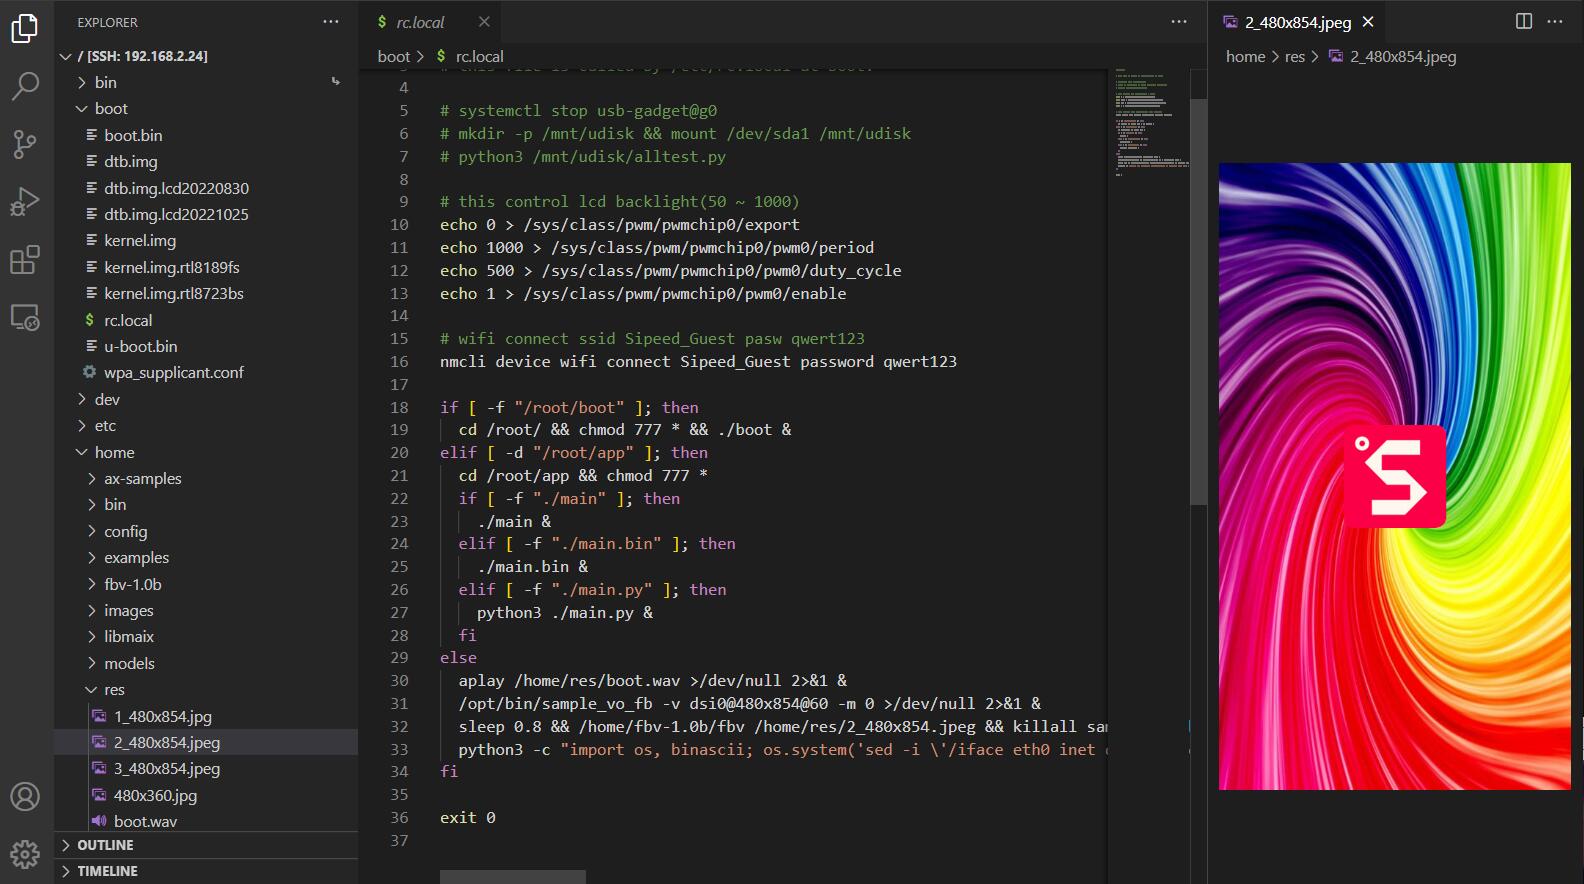 EXPLORER
/ [SSH: 192.168.2.24]
bin
boot
boot.bin
dtb.img
dtb.img.lcd20220830
dtb.img.lcd20221025
kernel.img
kernel.img.rtl8189fs
kernel.img.rtl8723bs
$ rc.local
u-boot.bin
wpa_supplicant.conf
dev
etc
home
ax-samples
bin
config
examples
fbv-1.0b
images
libmaix
models
res
1_480x854.jpg
2_480x854.jpeg
3_480x854.jpeg
480x360.jpg
boot.wav
OUTLINE
TIMELINE
$ rc.local
boot > $ rc.local
4
5 # systemctl stop usb-gadget@g0
6 # mkdir -p /mnt/udisk && mount /dev/sda1 /mnt/udisk
7 # python3 /mnt/udisk/alltest.py
8
9 # this control lcd backlight(50 ~ 1000)
10 echo 0 > /sys/class/pwm/pwmchip0/export
11 echo 1000 > /sys/class/pwm/pwmchip0/pwm0/period
12 echo 500 > /sys/class/pwm/pwmchip0/pwm0/duty_cycle
13 echo 1 > /sys/class/pwm/pwmchip0/pwm0/enable
14
15 # wifi connect ssid Sipeed_Guest pasw qwert123
16 nmcli device wifi connect Sipeed_Guest password qwert123
17
18 if [ -f "/root/boot" ]; then
19 cd /root/ && chmod 777 * && ./boot &
20 elif [ -d "/root/app" ]; then
21 cd /root/app && chmod 777 *
22 if [ -f "./main" ]; then
23 ./main &
24 elif [ -f "./main.bin" ]; then
25 ./main.bin &
26 elif [ -f "./main.py" ]; then
27 python3 ./main.py &
28 fi
29 else
30 aplay /home/res/boot.wav >/dev/null 2>&1 &
31 /opt/bin/sample_vo_fb -v dsi0@480x854@60 -m 0 >/dev/null 2>&1 &
32 sleep 0.8 && /home/fbv-1.0b/fbv /home/res/2_480x854.jpeg && killall sa
33 python3 -c "import os, binascii; os.system('sed -i \'/iface eth0 inet
34 fi
35
36 exit 0
37
2_480x854.jpeg
home > res > 2_480x854.jpeg